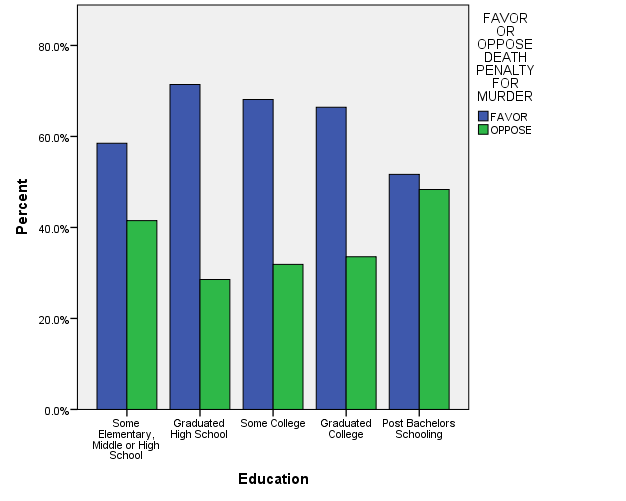 FAVOR
OR
OPPOSE
DEATH
PENALTY
FOR
MURDER
FAVOR
OPPOSE
Percent
80.0%
60.0%
40.0%
20.0%
0.0%
Some
Elementary,
Middle or High
School
Graduated
High School
Some College
Graduated
College
Post Bachelors
Schooling
Education